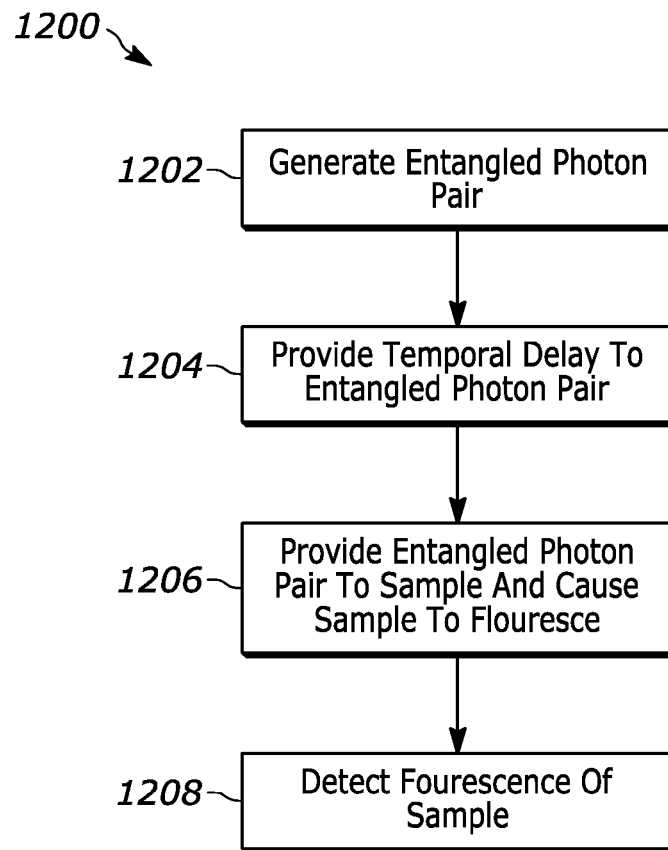 1200
1202
Generate Entangled Photon
Pair
1204
Provide Temporal Delay To
Entangled Photon Pair
1206
Provide Entangled Photon
Pair To Sample And Cause
Sample To Flouresce
1208
Detect Fourescence Of
Sample